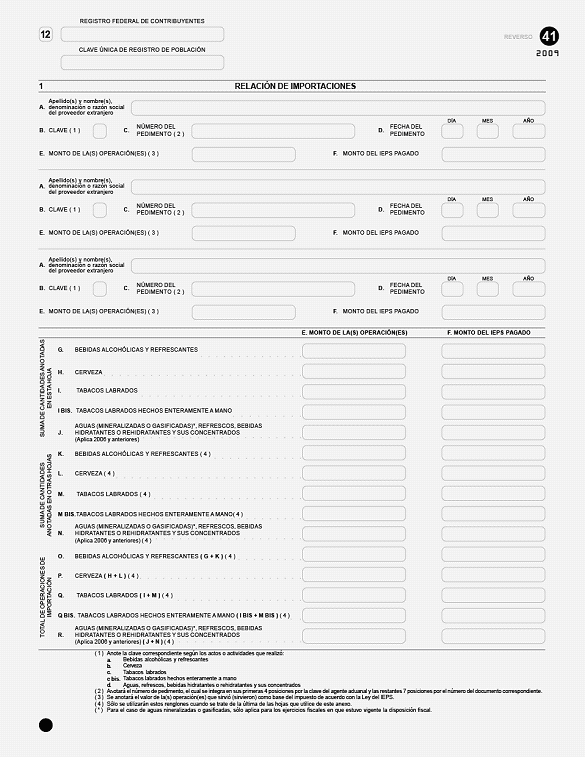 REGISTRO FEDERAL DE CONTRIBUYENTES
12
REVERSO 41
2009
CLAVE ÚNICA DE REGISTRO DE POBLACIÓN
1 RELACIÓN DE IMPORTACIONES
Apellido(s) y nombre(s),
A. denominación o razón social
del proveedor extranjero
DÍA MES AÑO
B. CLAVE ( 1 ) C. NÚMERO DEL PEDIMENTO ( 2 ) D. FECHA DEL PEDIMENTO
E. MONTO DE LA(S) OPERACIÓN(ES) ( 3 ) F. MONTO DEL IEPS PAGADO
Apellido(s) y nombre(s),
A. denominación o razón social
del proveedor extranjero
DÍA MES AÑO
B. CLAVE ( 1 ) C. NÚMERO DEL PEDIMENTO ( 2 ) D. FECHA DEL PEDIMENTO
E. MONTO DE LA(S) OPERACIÓN(ES) ( 3 ) F. MONTO DEL IEPS PAGADO
Apellido(s) y nombre(s),
A. denominación o razón social
del proveedor extranjero
DÍA MES AÑO
B. CLAVE ( 1 ) C. NÚMERO DEL PEDIMENTO ( 2 ) D. FECHA DEL PEDIMENTO
E. MONTO DE LA(S) OPERACIÓN(ES) ( 3 ) F. MONTO DEL IEPS PAGADO
E. MONTO DE LA(S) OPERACIÓN(ES) F. MONTO DEL IEPS PAGADO
SUMA DE CANTIDADES ANOTADAS
EN ESTA HOJA
G. BEBIDAS ALCOHÓLICAS Y REFRESCANTES
H. CERVEZA
I. TABACOS LABRADOS
I BIS. TABACOS LABRADOS HECHOS ENTERAMENTE A MANO
AGUAS (MINERALIZADAS O GASIFICADAS)*, REFRESCOS, BEBIDAS
J. HIDRATANTES O REHIDRATANTES Y SUS CONCENTRADOS
(Aplica 2006 y anteriores)
SUMA DE CANTIDADES
ANOTADAS EN OTRAS HOJAS
K. BEBIDAS ALCOHÓLICAS Y REFRESCANTES ( 4 )
L. CERVEZA ( 4 )
M. TABACOS LABRADOS ( 4 )
M BIS. TABACOS LABRADOS HECHOS ENTERAMENTE A MANO( 4 )
AGUAS (MINERALIZADAS O GASIFICADAS)*, REFRESCOS, BEBIDAS
N. HIDRATANTES O REHIDRATANTES Y SUS CONCENTRADOS
(Aplica 2006 y anteriores) ( 4 )
TOTAL DE OPERACIONES DE
IMPORTACIÓN
O. BEBIDAS ALCOHÓLICAS Y REFRESCANTES ( G + K ) ( 4 )
P. CERVEZA ( H + L ) ( 4 )
Q. TABACOS LABRADOS ( I + M ) ( 4 )
Q BIS. TABACOS LABRADOS HECHOS ENTERAMENTE A MANO ( I BIS + M BIS ) ( 4 )
AGUAS (MINERALIZADAS O GASIFICADAS)*, REFRESCOS, BEBIDAS
R. HIDRATANTES O REHIDRATANTES Y SUS CONCENTRADOS
(Aplica 2006 y anteriores) ( J + N ) ( 4 )
( 1 ) Anote la clave correspondiente según los actos o actividades que realizó:
a. Bebidas alcohólicas y refrescantes
b. Cerveza
c. Tabacos labrados
c bis. Tabacos labrados hechos enteramente a mano
d. Aguas, refrescos, bebidas hidratantes o rehidratantes y sus concentrados
( 2 ) Anotará el número de pedimento, el cual se integra en sus primeras 4 posiciones por la clave del agente aduanal y las restantes 7 posiciones por el número del documento correspondiente.
( 3 ) Se anotará el valor de la(s) operación(es) que sirvió (sirvieron) como base del impuesto de acuerdo con la Ley del IEPS.
( 4 ) Sólo se utilizarán estos renglones cuando se trate de la última de las hojas que utilice de este anexo.
( * ) Para el caso de aguas mineralizadas o gasificadas, sólo aplica para los ejercicios fiscales en que estuvo vigente la disposición fiscal.